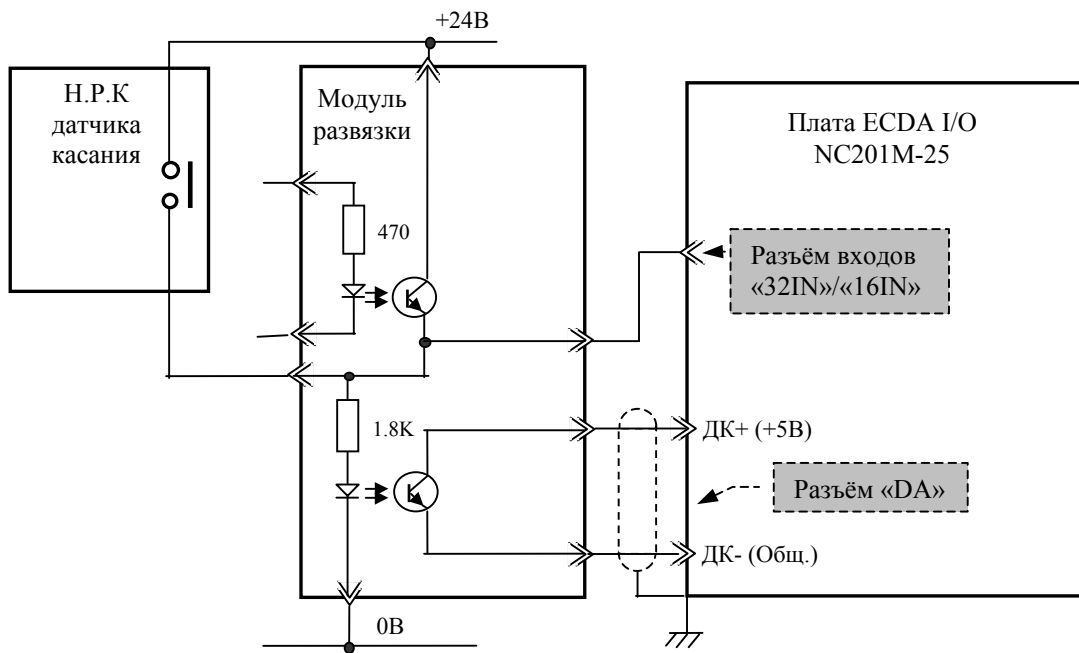 +24В
Н.Р.К
датчика
касания
Модуль
развязки
Плата ECDA I/O
NC201M-25
470
Разъём входов
«32IN»/«16IN»
1.8K
ДК+ (+5В)
Разъём «DA»
ДК- (Общ.)
0В